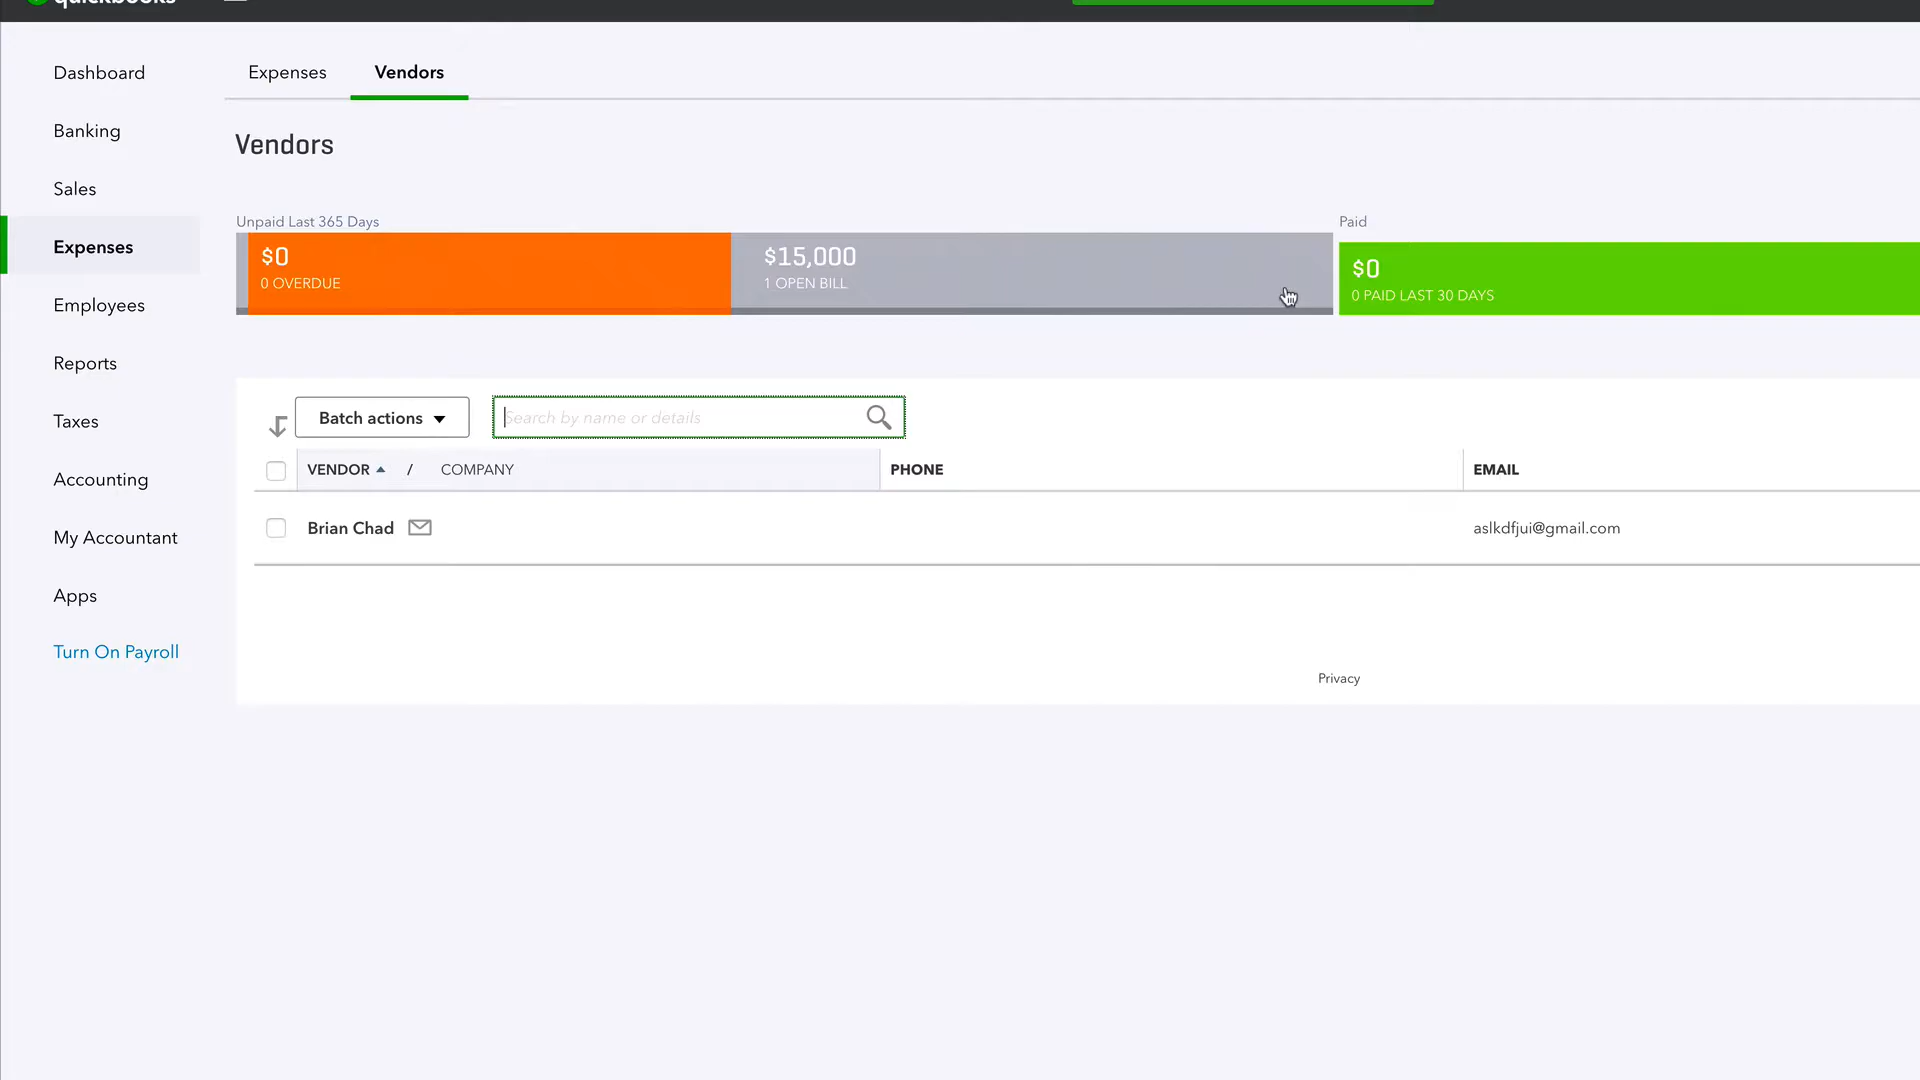 quickbooks
Dashboard
Banking
Sales
Expenses
Employees
Reports
Taxes
Accounting
My Accountant
Apps
Turn On Payroll
Expenses Vendors
Vendors
Unpaid Last 365 Days
$0
0 OVERDUE
$15,000
1 OPEN BILL
Paid
$0
0 PAID LAST 30 DAYS
Batch actions
Search by name or details
VENDOR / COMPANY PHONE EMAIL
Brian Chad aslkdfjui@gmail.com
Privacy